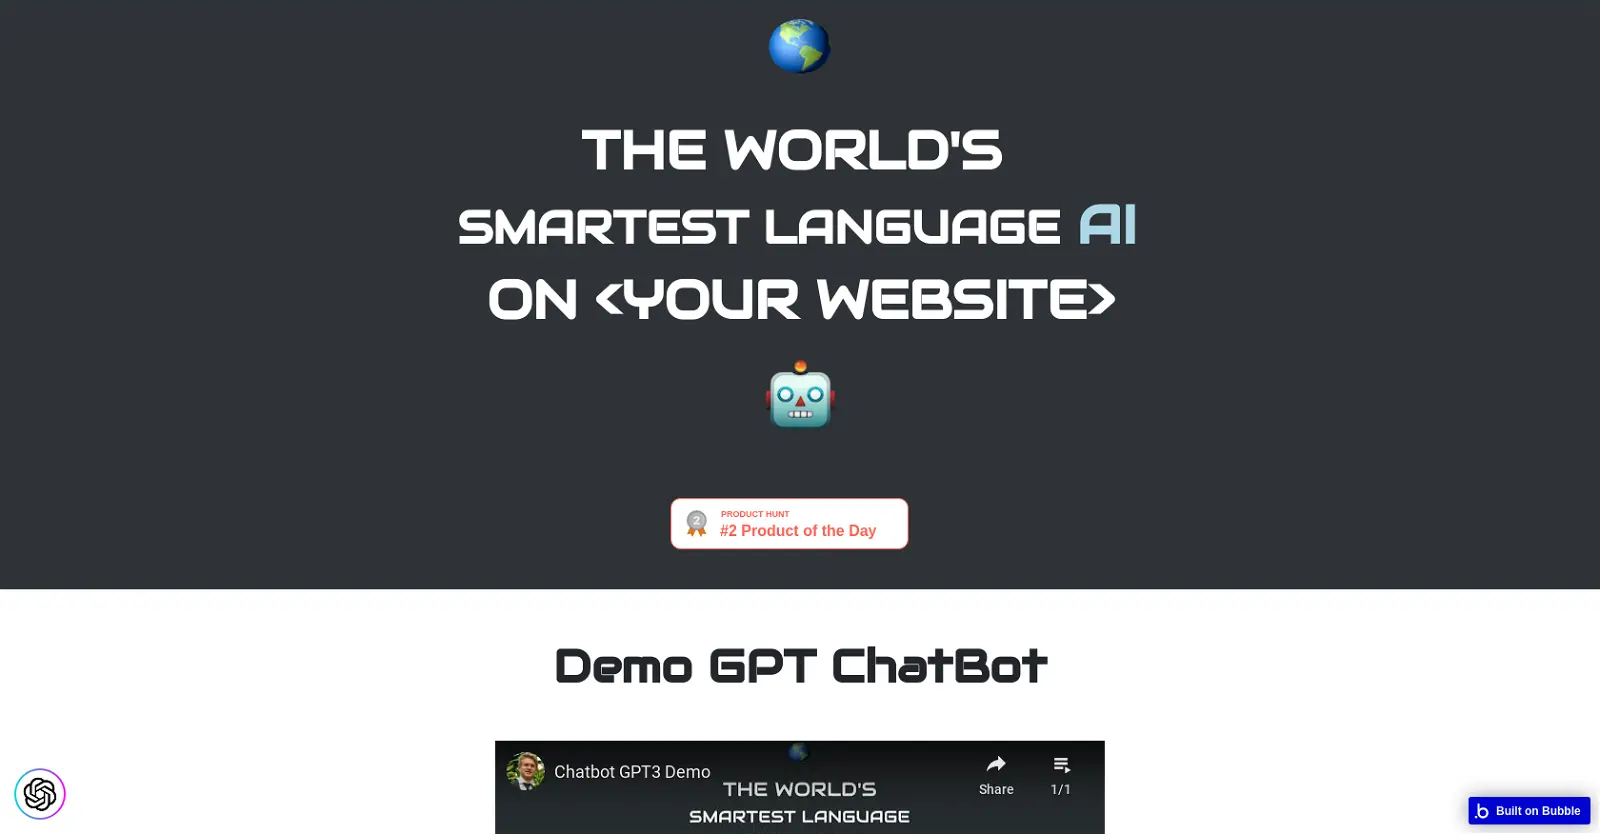 THE WORLD'S
SMARTEST LANGUAGE AI
ON <YOUR WEBSITE>
2
PRODUCT HUNT
#2 Product of the Day
Demo GPT ChatBot
Chatbot GPT3 Demo
Share
1/1
THE WORLD'S
SMARTEST LANGUAGE
b Built on Bubble